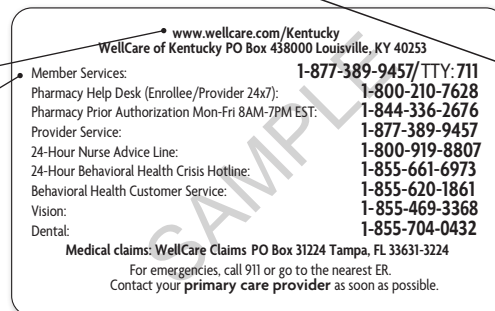 www.wellcare.com/Kentucky
WellCare of Kentucky PO Box 438000 Louisville, KY 40253
Member Services: 1-877-389-9457/TTY:711
Pharmacy Help Desk (Enrollee/Provider 24x7): 1-800-210-7628
Pharmacy Prior Authorization Mon-Fri 8AM-7PM EST: 1-844-336-2676
Provider Service: 1-877-389-9457
24-Hour Nurse Advice Line: 1-800-919-8807
24-Hour Behavioral Health Crisis Hotline: 1-855-661-6973
Behavioral Health Customer Service: 1-855-620-1861
Vision: 1-855-469-3368
Dental: 1-855-704-0432
Medical claims: WellCare Claims PO Box 31224 Tampa, FL 33631-3224
For emergencies, call 911 or go to the nearest ER.
Contact your primary care provider as soon as possible.
SAMPLE